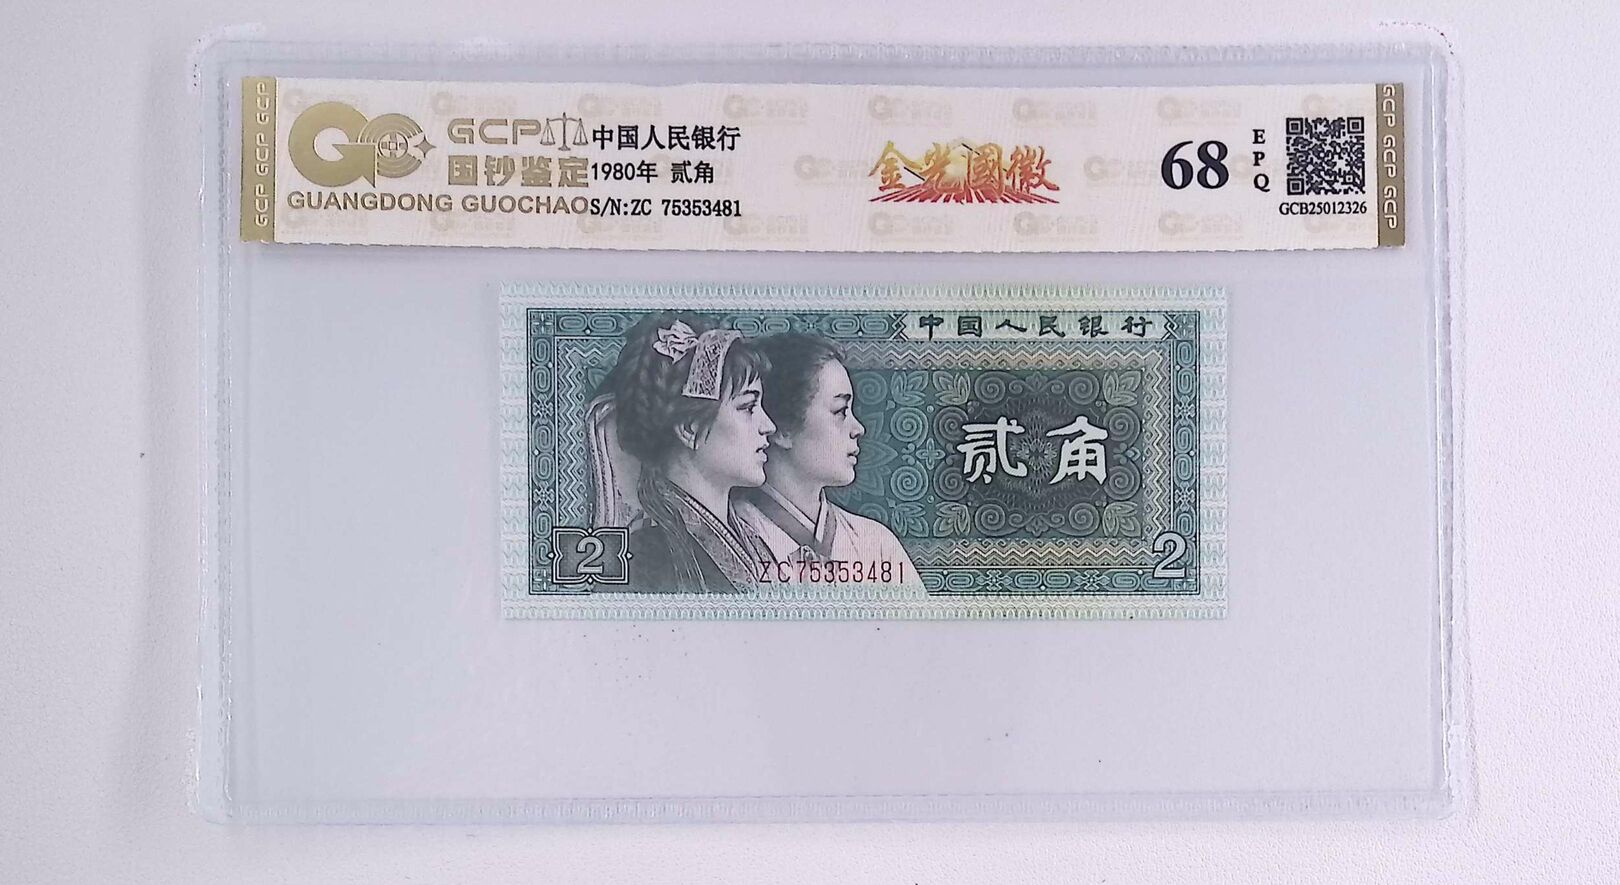 GCP GCP GCP
GCP
中国人民银行
国钞鉴定
1980年 贰角
GUANGDONG GUOCHAO
S/N:ZC 75353481
金光國徽
68
EPQ
GCB25012326
GCP GCP GCP
中国人民银行
贰角
2
2
ZC75353481